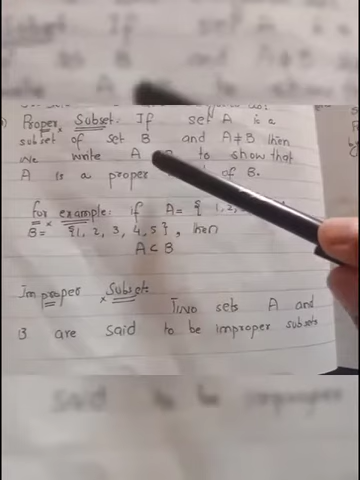 Proper Subset: If set A is a
subset of set B and A ≠ B then
we write A to show that
A is a proper of B.
for example: if A = { 1, 2,
B = {1, 2, 3, 4, 5}, then
A ⊂ B
Improper Subset:
Two sets A and
B are said to be improper subsets